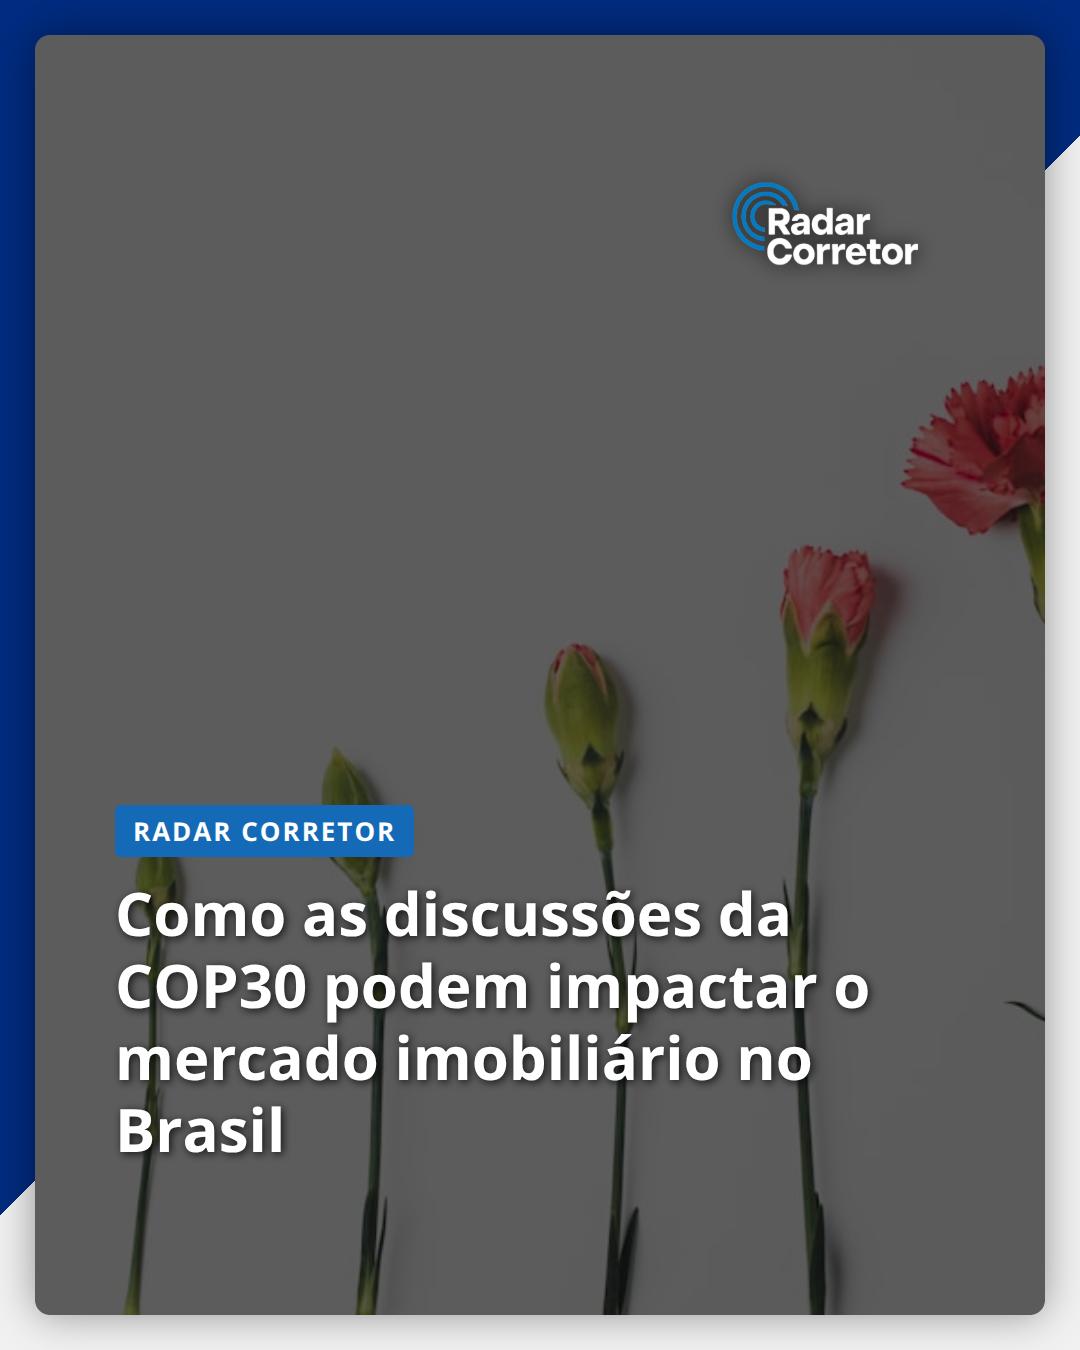 Radar
Corretor
RADAR CORRETOR
Como as discussões da
COP30 podem impactar o
mercado imobiliário no
Brasil